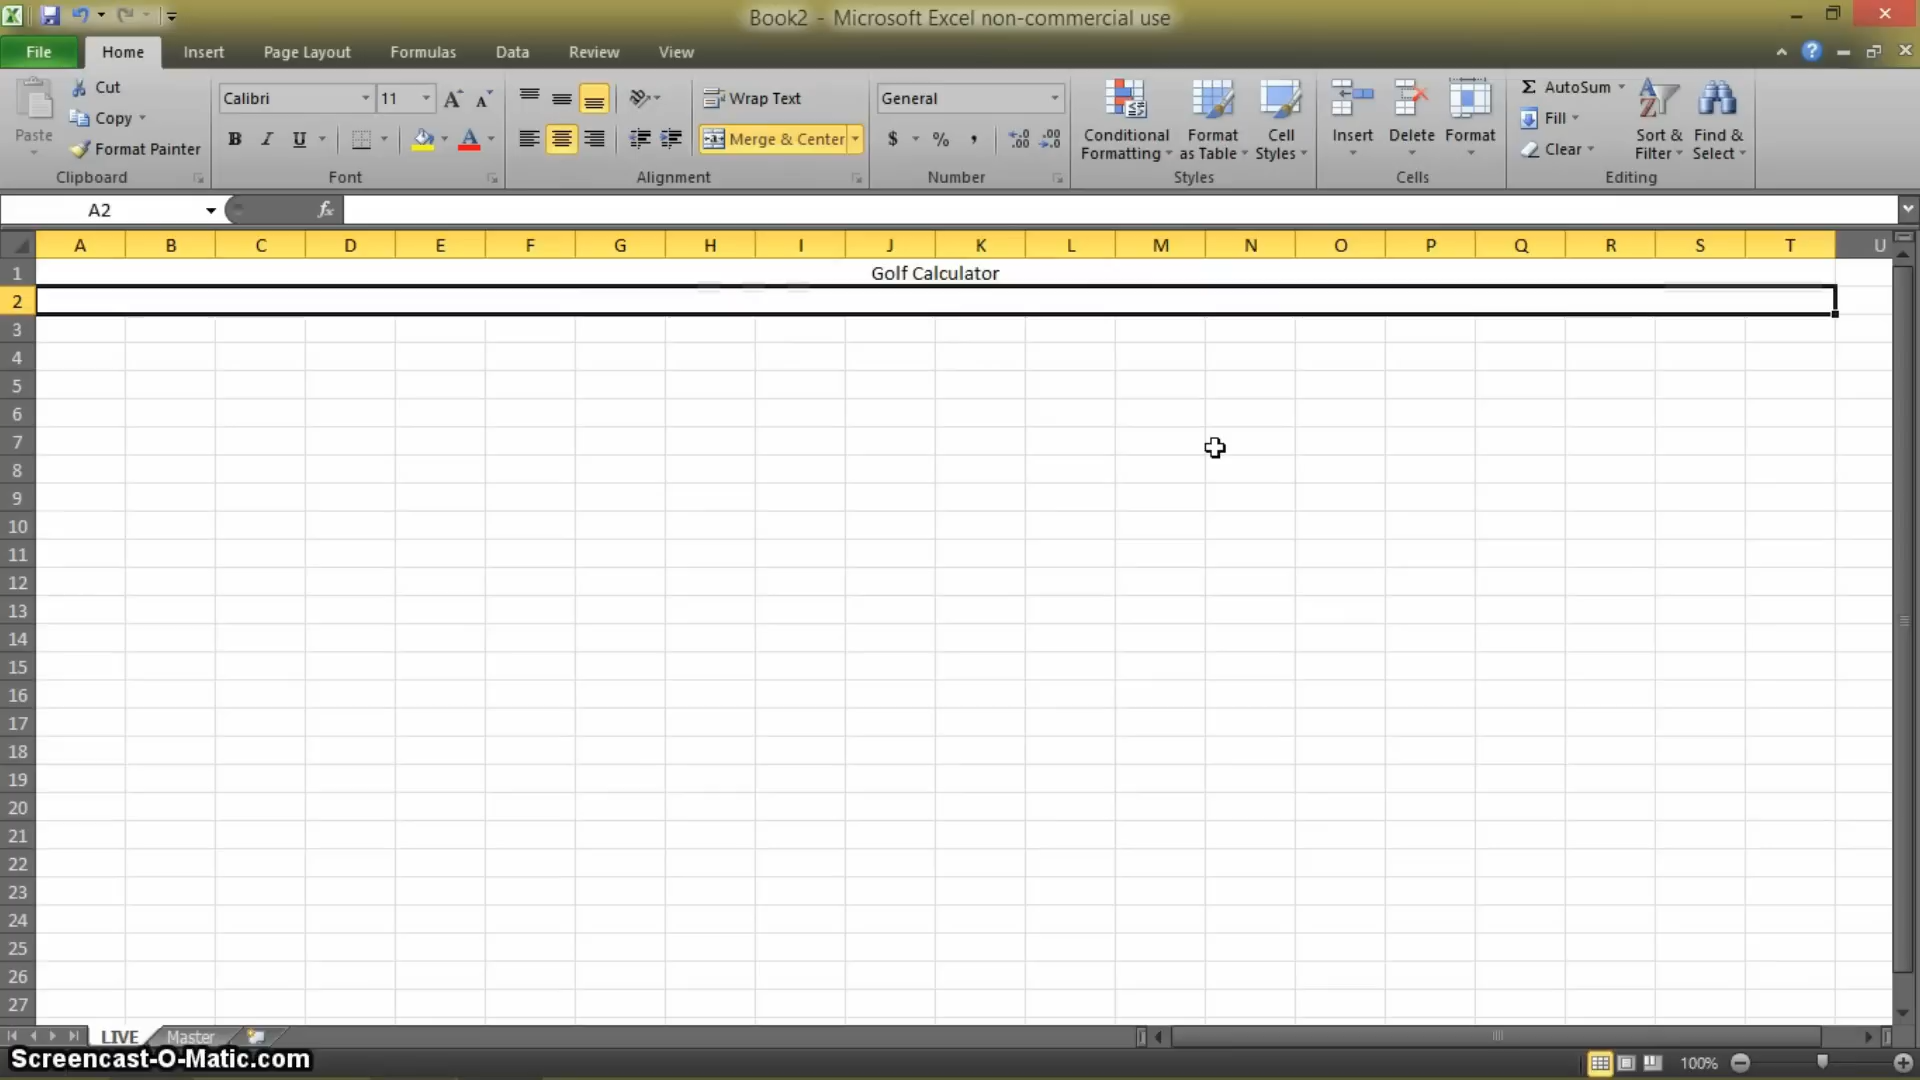 Book2 - Microsoft Excel non-commercial use
File Home Insert Page Layout Formulas Data Review View
Paste Cut Copy Format Painter Clipboard
Calibri 11 B I U A Font
Wrap Text Merge & Center Alignment
General $ % , Number
Conditional Formatting Format as Table Cell Styles Styles
Insert Delete Format Cells
Σ AutoSum Fill Clear Sort & Filter Find & Select Editing
A2 fx
A B C D E F G H I J K L M N O P Q R S T U
1 Golf Calculator
2
3
4
5
6
7
8
9
10
11
12
13
14
15
16
17
18
19
20
21
22
23
24
25
26
27
LIVE Master
Screencast-O-Matic.com 100%